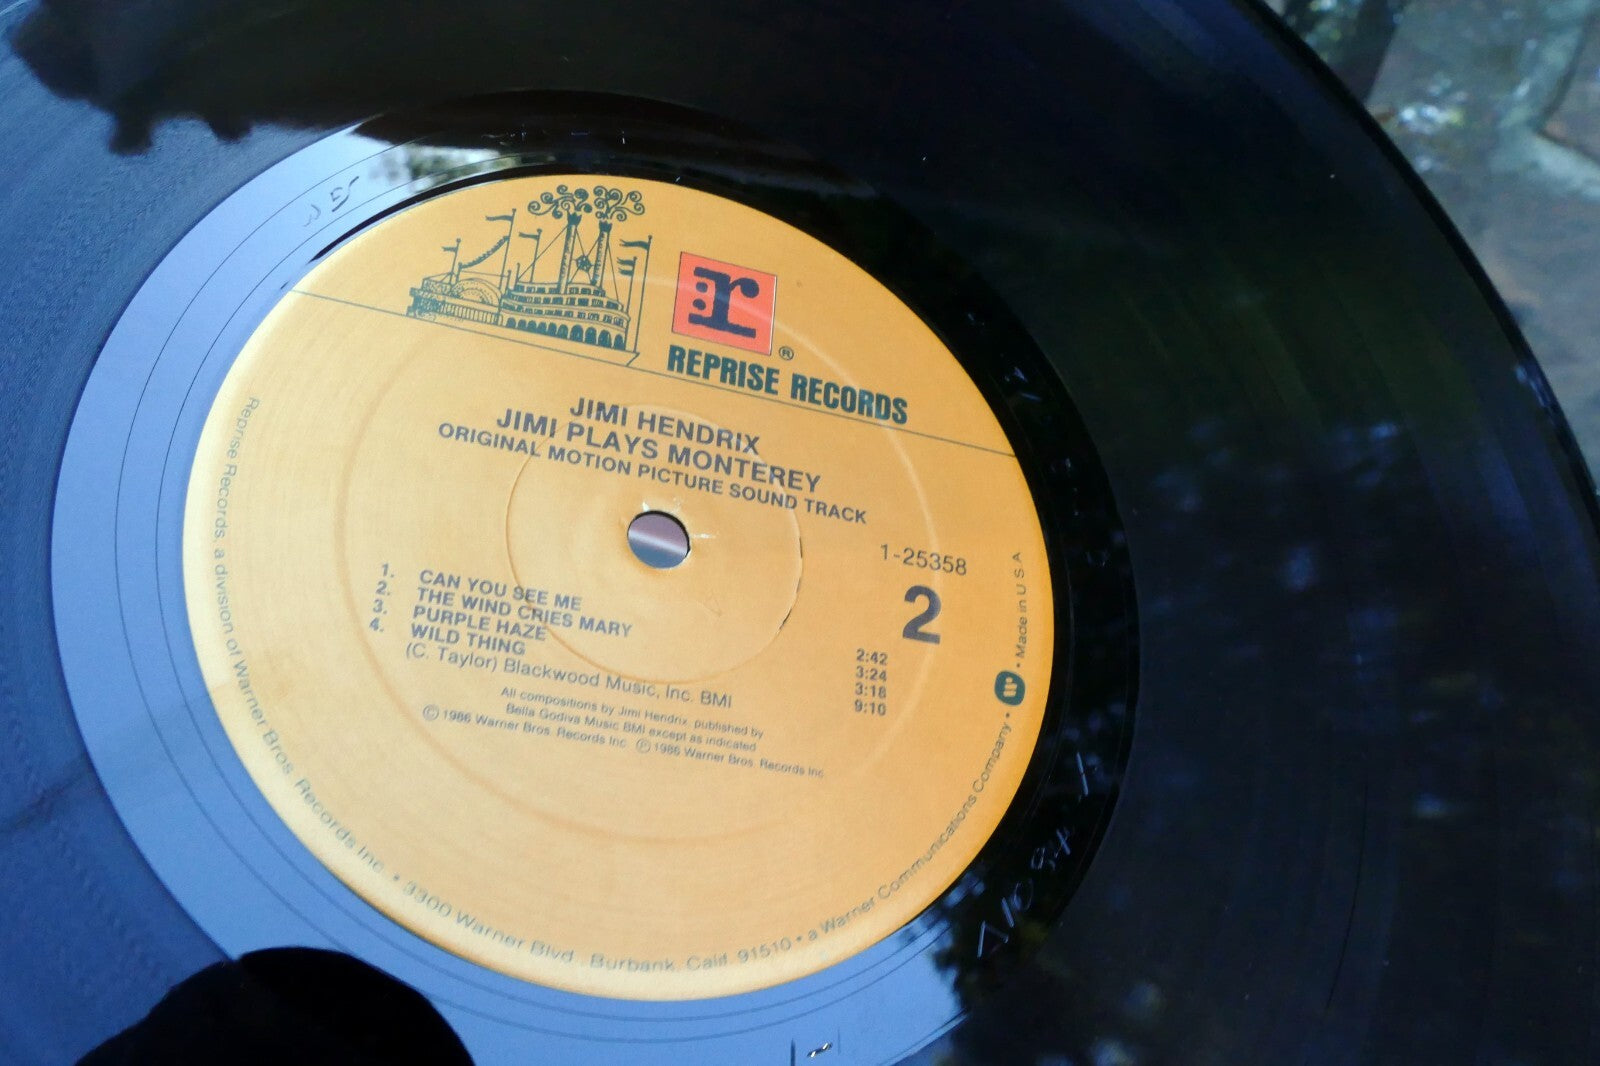 r
®
REPRISE RECORDS
JIMI HENDRIX
JIMI PLAYS MONTEREY
ORIGINAL MOTION PICTURE SOUND TRACK
1-25358
2
1. CAN YOU SEE ME 2:42
2. THE WIND CRIES MARY 3:24
3. PURPLE HAZE 3:18
4. WILD THING 9:10
(C. Taylor) Blackwood Music, Inc. BMI
All compositions by Jimi Hendrix, published by
Bella Godiva Music BMI except as indicated
© 1986 Warner Bros. Records Inc. ℗ 1986 Warner Bros. Records Inc.
Reprise Records, a division of Warner Bros. Records Inc. • 3300 Warner Blvd., Burbank, Calif. 91510 • a Warner Communications Company • W • Made in U.S.A.